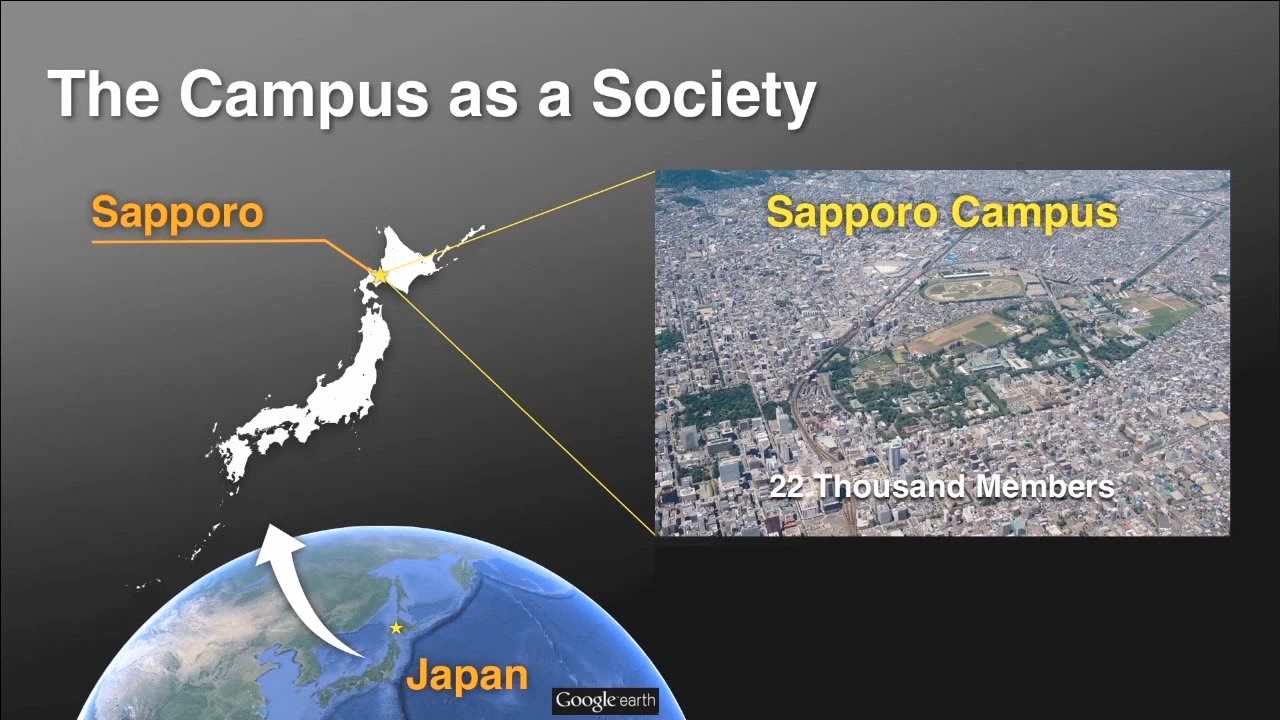 The Campus as a Society
Sapporo
Sapporo Campus
22 Thousand Members
Japan
Google earth